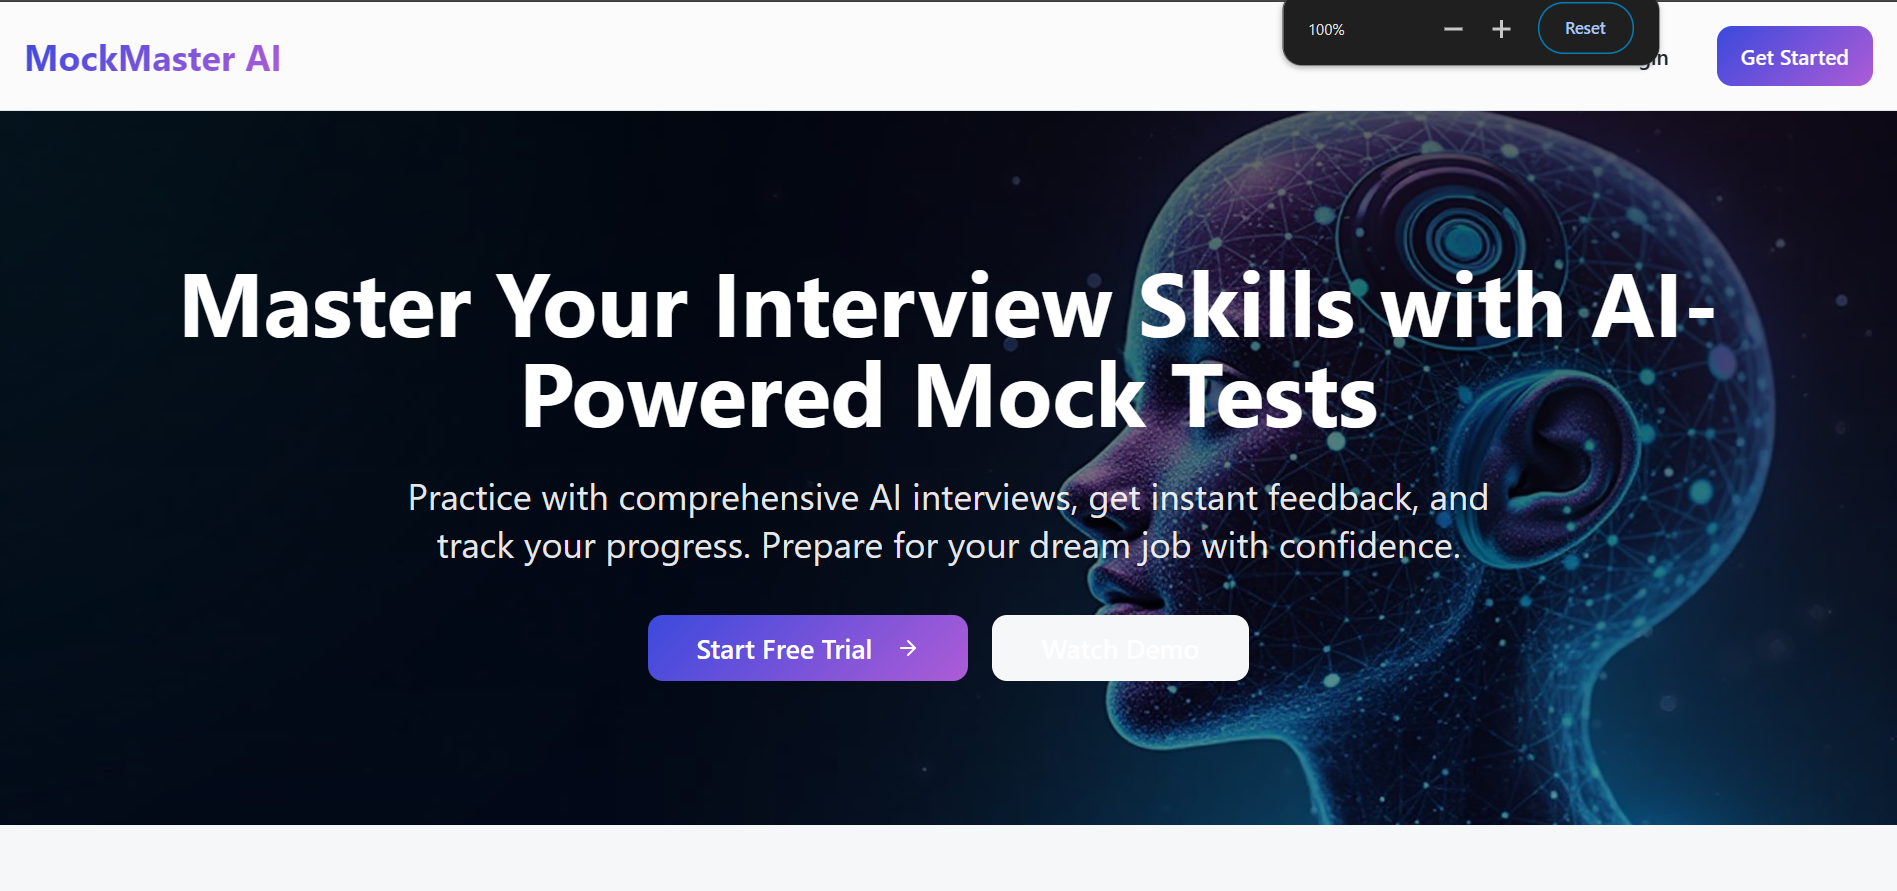 MockMaster AI
100%
Reset
Get Started
Master Your Interview Skills with AI-
Powered Mock Tests
Practice with comprehensive AI interviews, get instant feedback, and
track your progress. Prepare for your dream job with confidence.
Start Free Trial →
Watch Demo